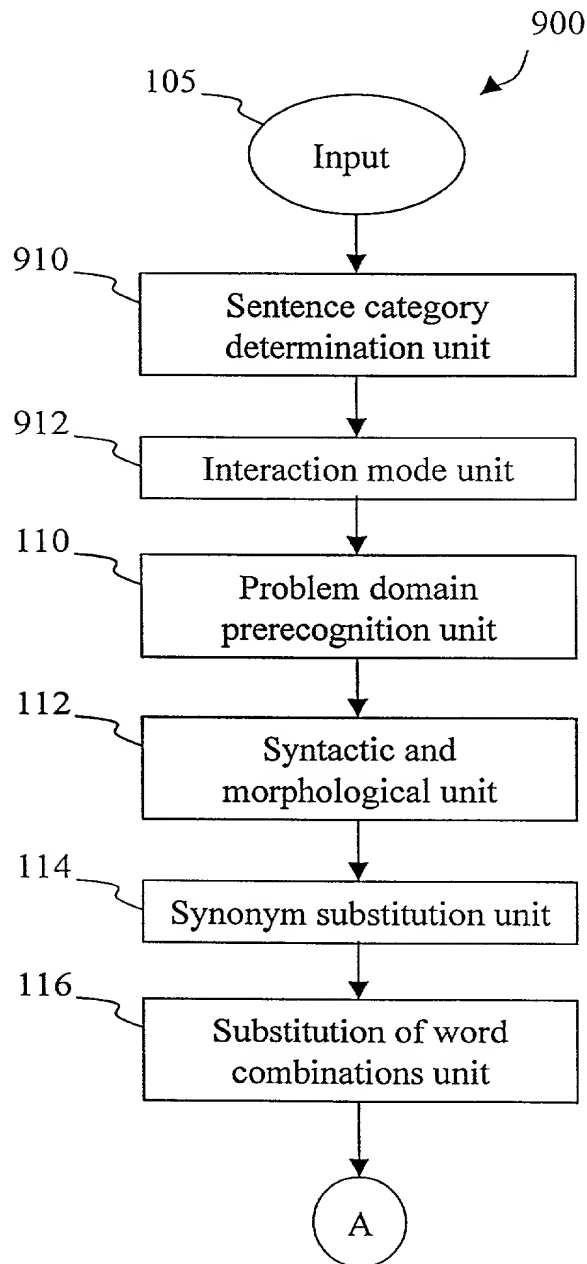 900
105
Input
910
Sentence category
determination unit
912
Interaction mode unit
110
Problem domain
prerecognition unit
112
Syntactic and
morphological unit
114
Synonym substitution unit
116
Substitution of word
combinations unit
A